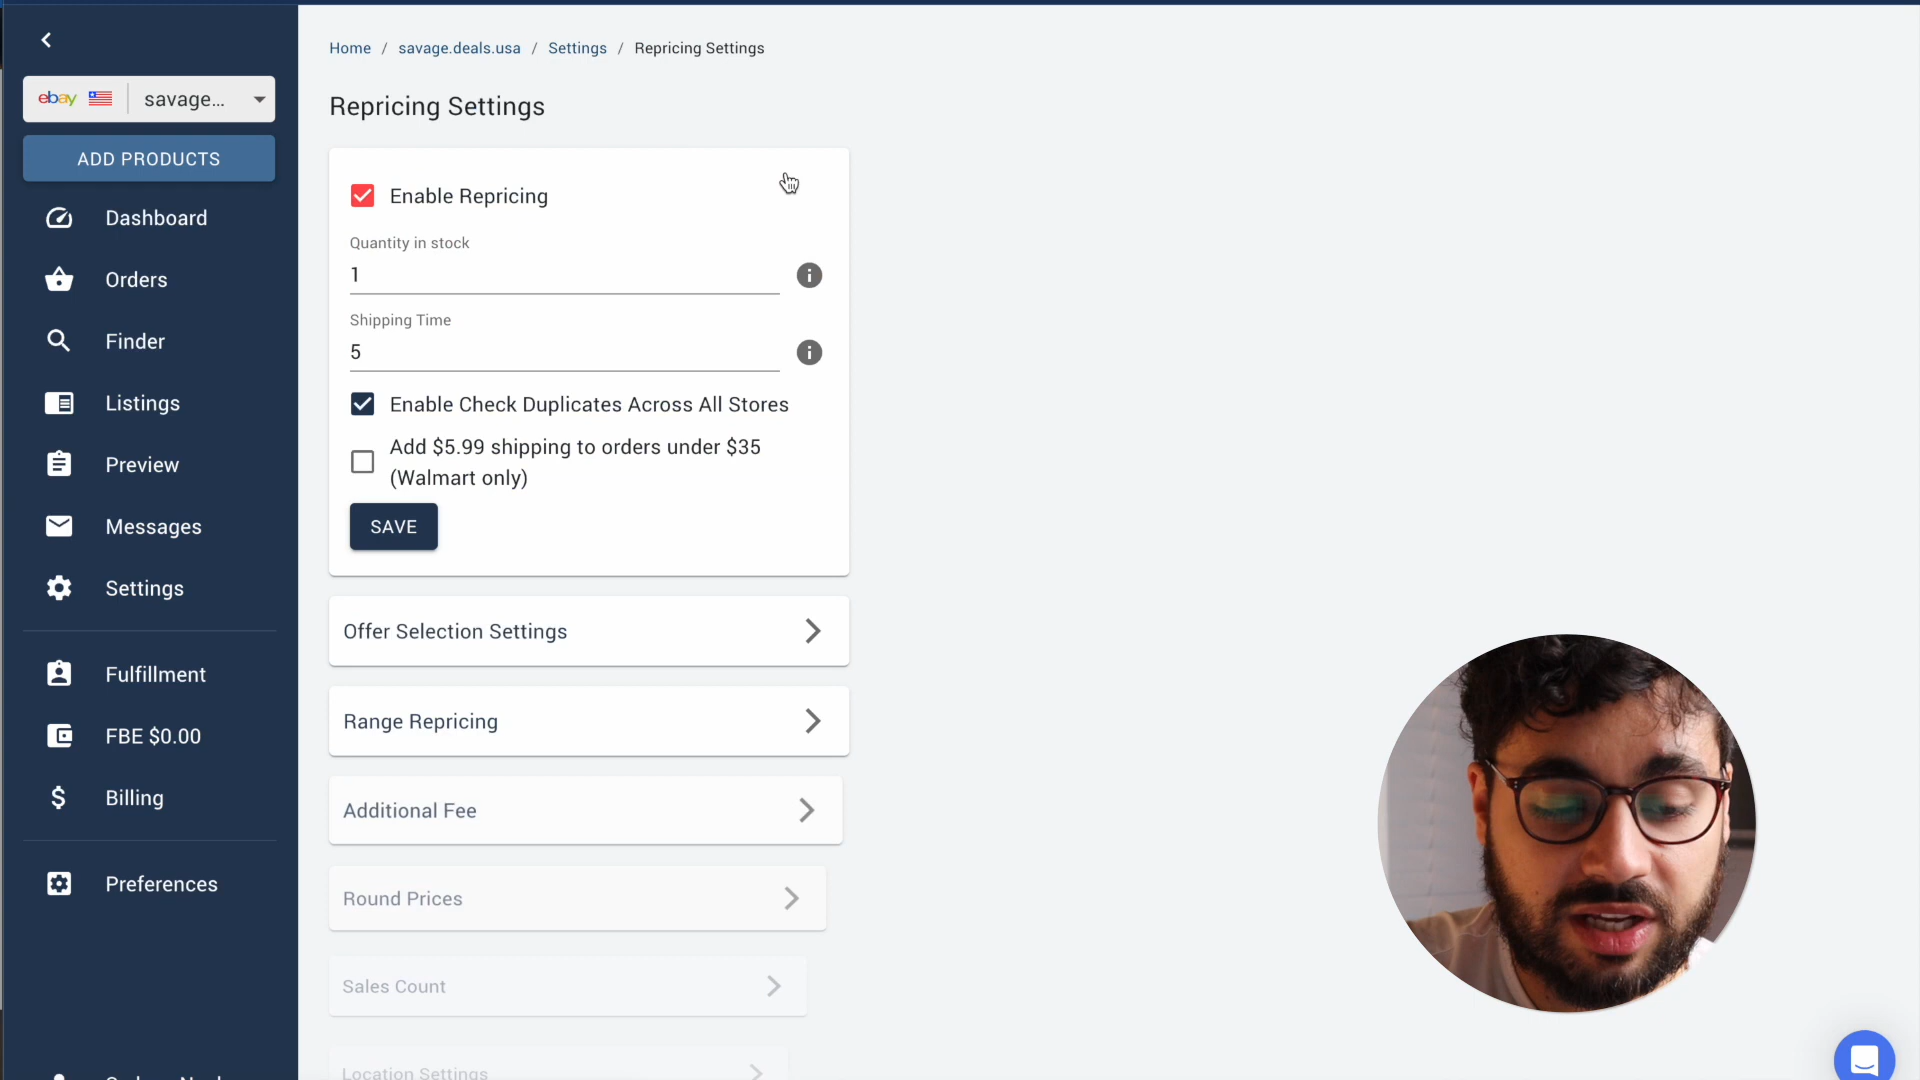 Home / savage.deals.usa / Settings / Repricing Settings
ebay savage...
ADD PRODUCTS
Dashboard
Orders
Finder
Listings
Preview
Messages
Settings
Fulfillment
FBE $0.00
Billing
Preferences
Repricing Settings
Enable Repricing
Quantity in stock
1
Shipping Time
5
Enable Check Duplicates Across All Stores
Add $5.99 shipping to orders under $35
(Walmart only)
SAVE
Offer Selection Settings
Range Repricing
Additional Fee
Round Prices
Sales Count
Location Settings